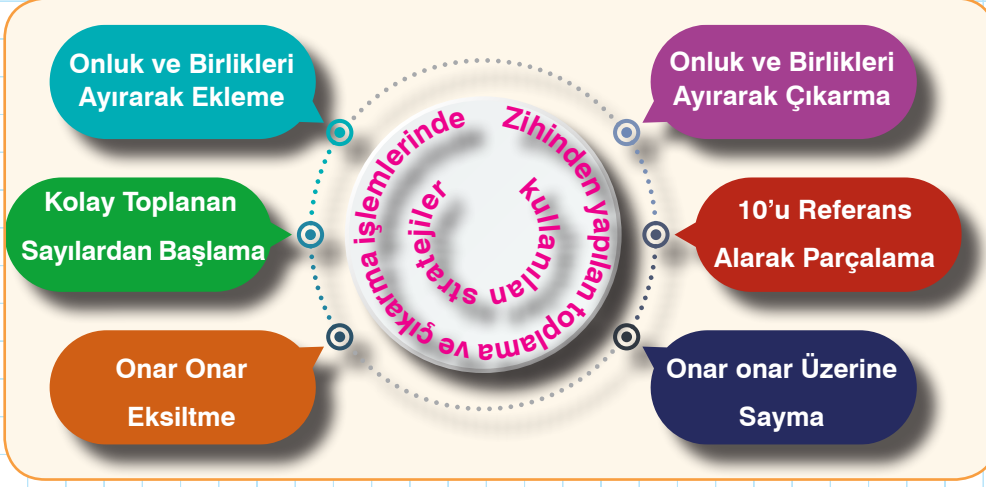 Onluk ve Birlikleri
Ayırarak Ekleme
Kolay Toplanan
Sayılardan Başlama
Onar Onar
Eksiltme
Zihinden yapılan toplama ve çıkarma işlemlerinde
kullanılan stratejiler
Onluk ve Birlikleri
Ayırarak Çıkarma
10’u Referans
Alarak Parçalama
Onar onar Üzerine
Sayma